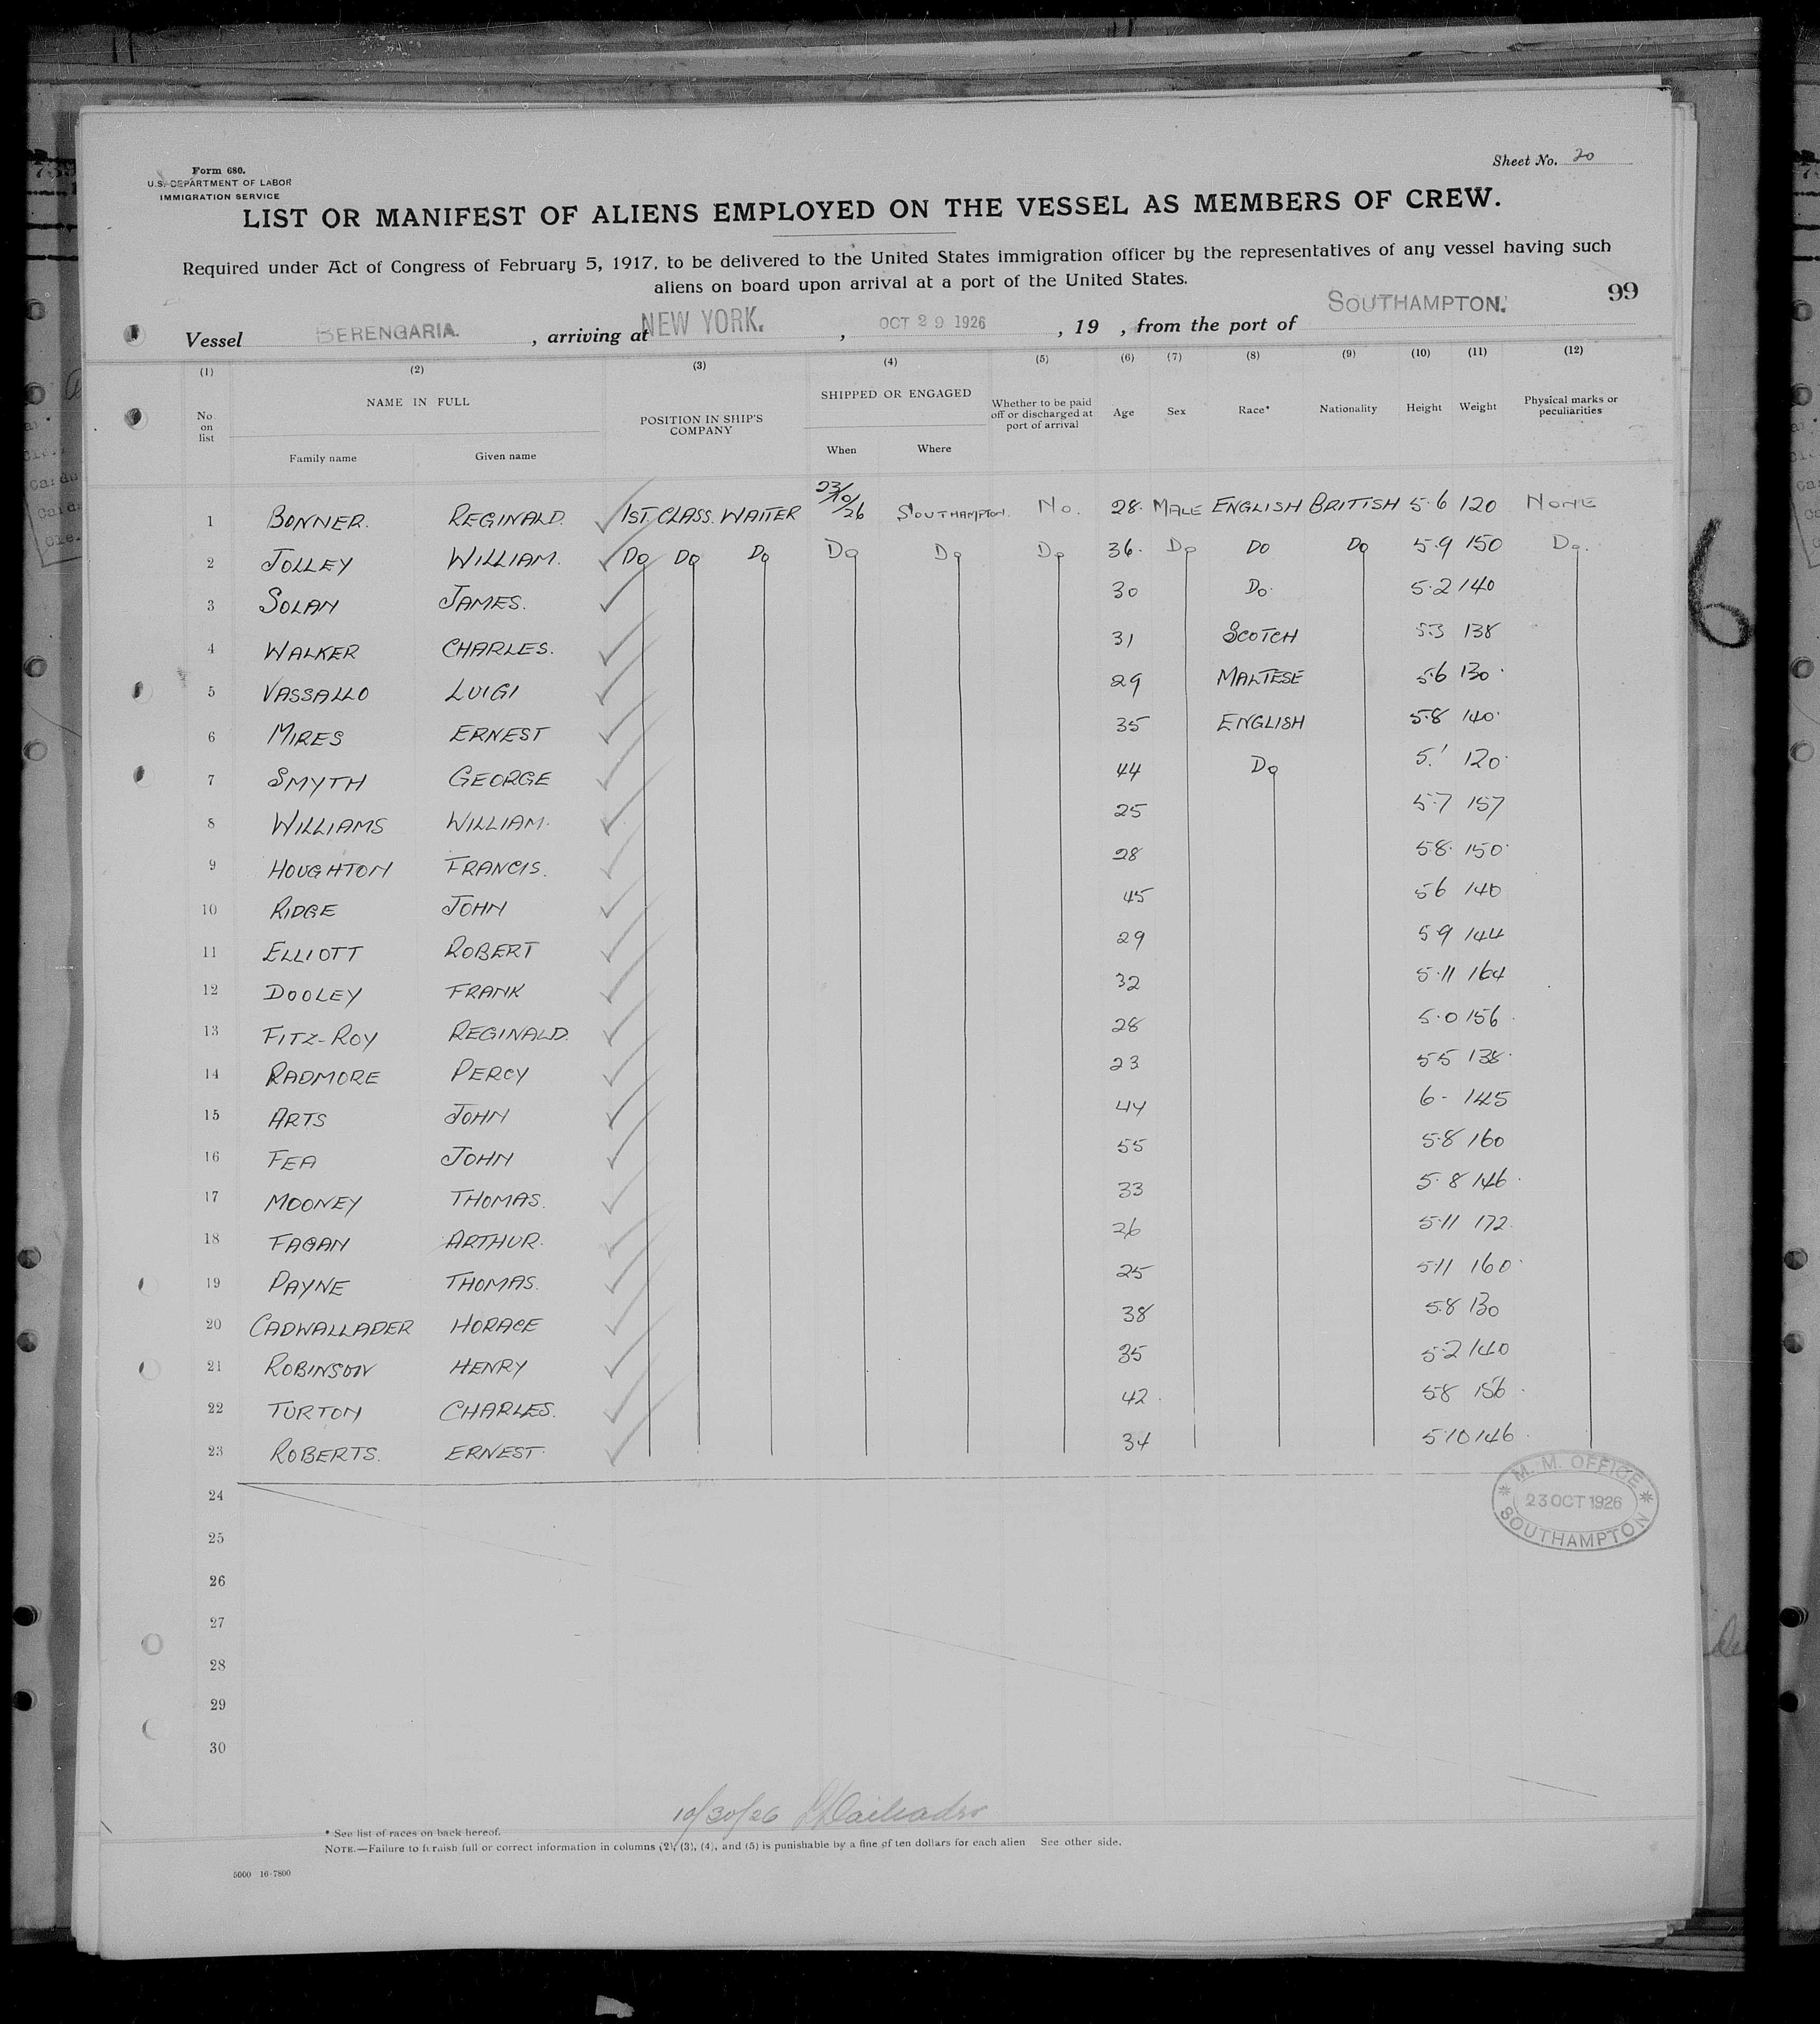 Form 680.
U.S. DEPARTMENT OF LABOR
IMMIGRATION SERVICE
Sheet No. 20
LIST OR MANIFEST OF ALIENS EMPLOYED ON THE VESSEL AS MEMBERS OF CREW.
Required under Act of Congress of February 5, 1917, to be delivered to the United States immigration officer by the representatives of any vessel having such
aliens on board upon arrival at a port of the United States.
99
Vessel BERENGARIA. , arriving at NEW YORK. , OCT 29 1926 , 19 , from the port of SOUTHAMPTON.
(1) (2) (3) (4) (5) (6) (7) (8) (9) (10) (11) (12)
No on list NAME IN FULL Family name Given name POSITION IN SHIP'S COMPANY SHIPPED OR ENGAGED When Where Whether to be paid off or discharged at port of arrival Age Sex Race* Nationality Height Weight Physical marks or peculiarities
1 BONNER. REGINALD. 1ST. CLASS. WAITER 23/10/26 SOUTHAMPTON. NO. 28. MALE ENGLISH BRITISH 5.6 120 NONE
2 JOLLEY WILLIAM. DO DO DO DO DO DO 36. DO DO DO 5.9 150 DO.
3 SOLAN JAMES. 30 DO. 5.2 140
4 WALKER CHARLES. 31 SCOTCH 5.3 138
5 VASSALLO LUIGI 29 MALTESE 5.6 130
6 MIRES ERNEST 35 ENGLISH 5.8 140
7 SMYTH GEORGE 44 DO 5.' 120
8 WILLIAMS WILLIAM. 25 5.7 157
9 HOUGHTON FRANCIS. 28 5.8. 150
10 RIDGE JOHN 45 5 6 140
11 ELLIOTT ROBERT 29 5.9 144
12 DOOLEY FRANK 32 5.11 164
13 FITZ-ROY REGINALD. 28 5.0 156
14 RADMORE PERCY 23 5 5 138
15 ARTS JOHN 44 6 - 145
16 FEA JOHN 55 5.8 160
17 MOONEY THOMAS. 33 5.8 146
18 FAGAN ARTHUR. 26 5.11 172
19 PAYNE THOMAS. 25 5.11 160
20 CADWALLADER HORACE 38 5.8 130
21 ROBINSON HENRY 35 5.2 140
22 TURTON CHARLES. 42 5.8 156
23 ROBERTS. ERNEST. 34 5.10 146
24
25
26
27
28
29
30
M. M. OFFICE
23 OCT 1926
SOUTHAMPTON
6
10/30/26
* See list of races on back hereof.
NOTE.—Failure to furnish full or correct information in columns (2), (3), (4), and (5) is punishable by a fine of ten dollars for each alien See other side.
5000 16-7800